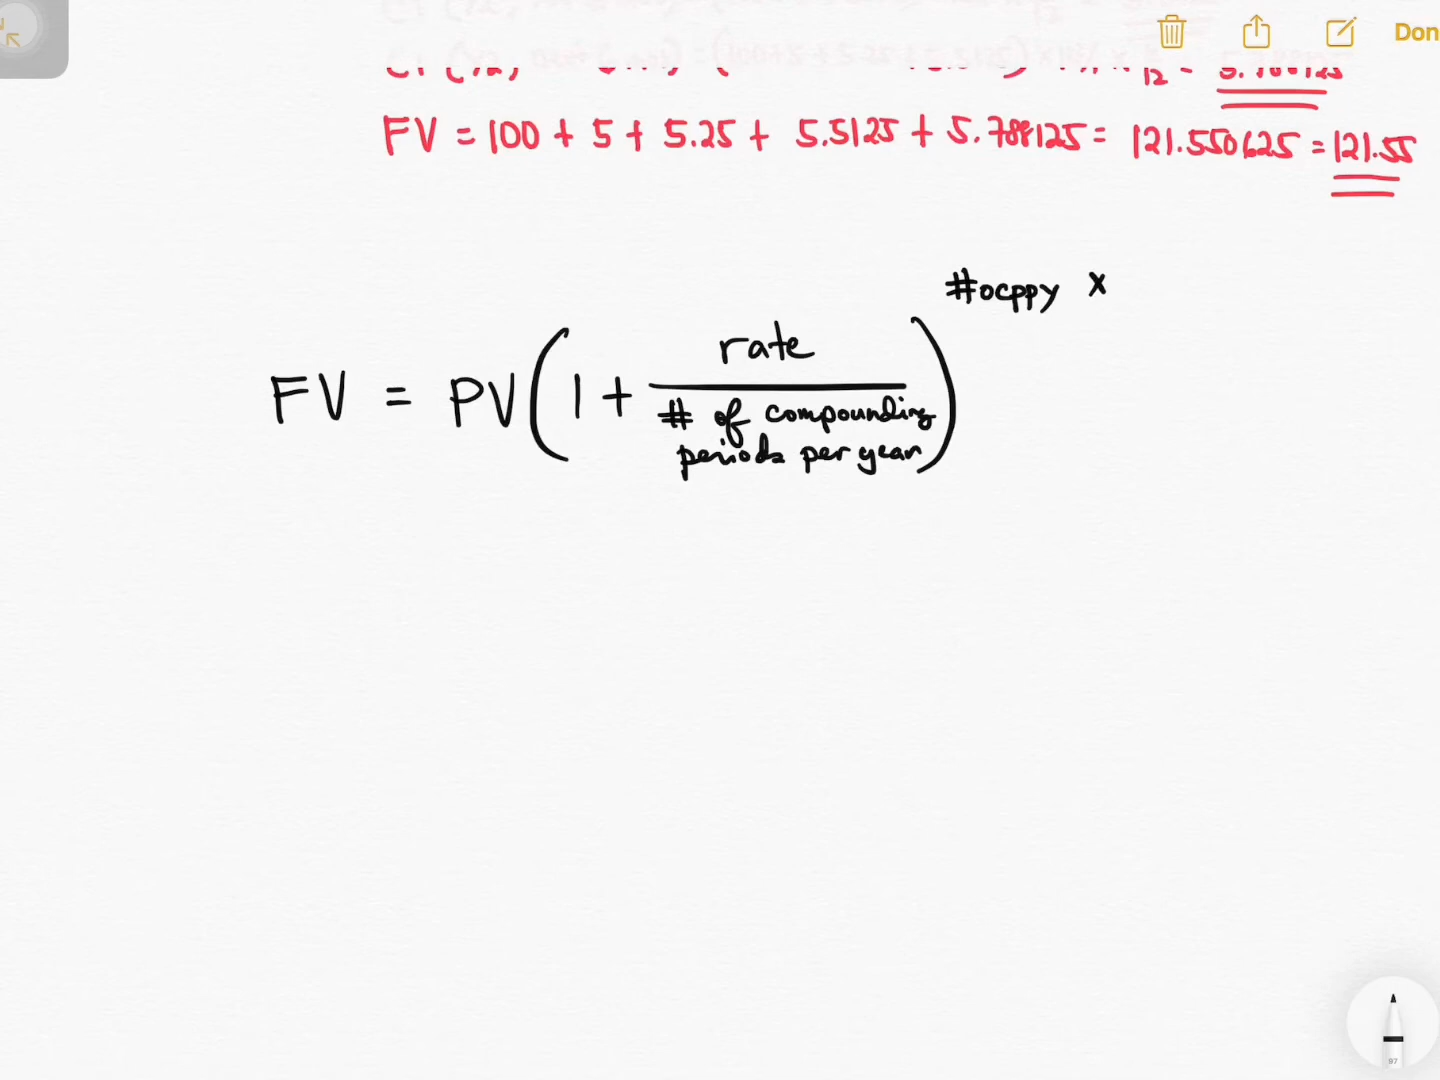 Don
FV = 100 + 5 + 5.25 + 5.5125 + 5.788125 = 121.550625 = 121.55
#ocppy x
FV = PV(1 + rate
# of compounding
periods per year)
97